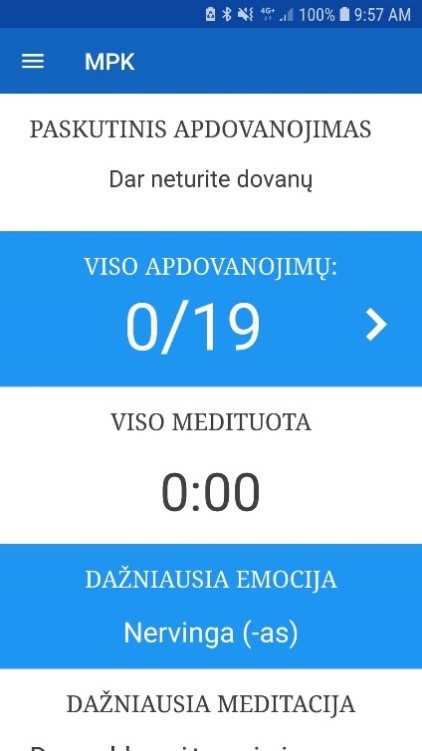 4G+ 100% 9:57 AM
MPK
PASKUTINIS APDOVANOJIMAS
Dar neturite dovanų
VISO APDOVANOJIMŲ:
0/19
VISO MEDITUOTA
0:00
DAŽNIAUSIA EMOCIJA
Nervinga (-as)
DAŽNIAUSIA MEDITACIJA